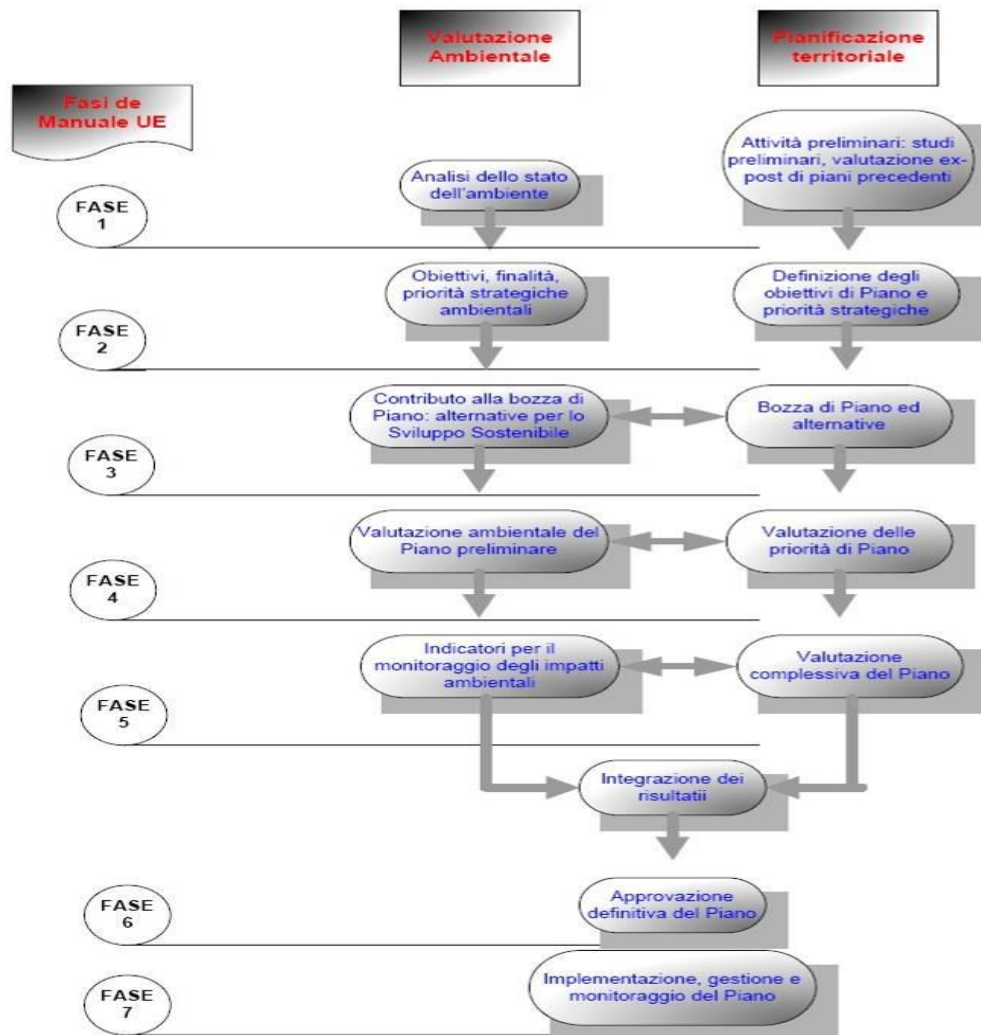 Valutazione
Ambientale
Pianificazione
territoriale
Fasi de
Manuale UE
Attività preliminari: studi
preliminari, valutazione ex-
post di piani precedenti
Analisi dello stato
dell'ambiente
FASE
1
Obiettivi, finalità,
priorità strategiche
ambientali
Definizione degli
obiettivi di Piano e
priorità strategiche
FASE
2
Contributo alla bozza di
Piano: alternative per lo
Sviluppo Sostenibile
Bozza di Piano ed
alternative
FASE
3
Valutazione ambientale del
Piano preliminare
Valutazione delle
priorità di Piano
FASE
4
Indicatori per il
monitoraggio degli impatti
ambientali
Valutazione
complessiva del Piano
FASE
5
Integrazione dei
risultatii
Approvazione
definitiva del Piano
FASE
6
Implementazione, gestione e
monitoraggio del Piano
FASE
7